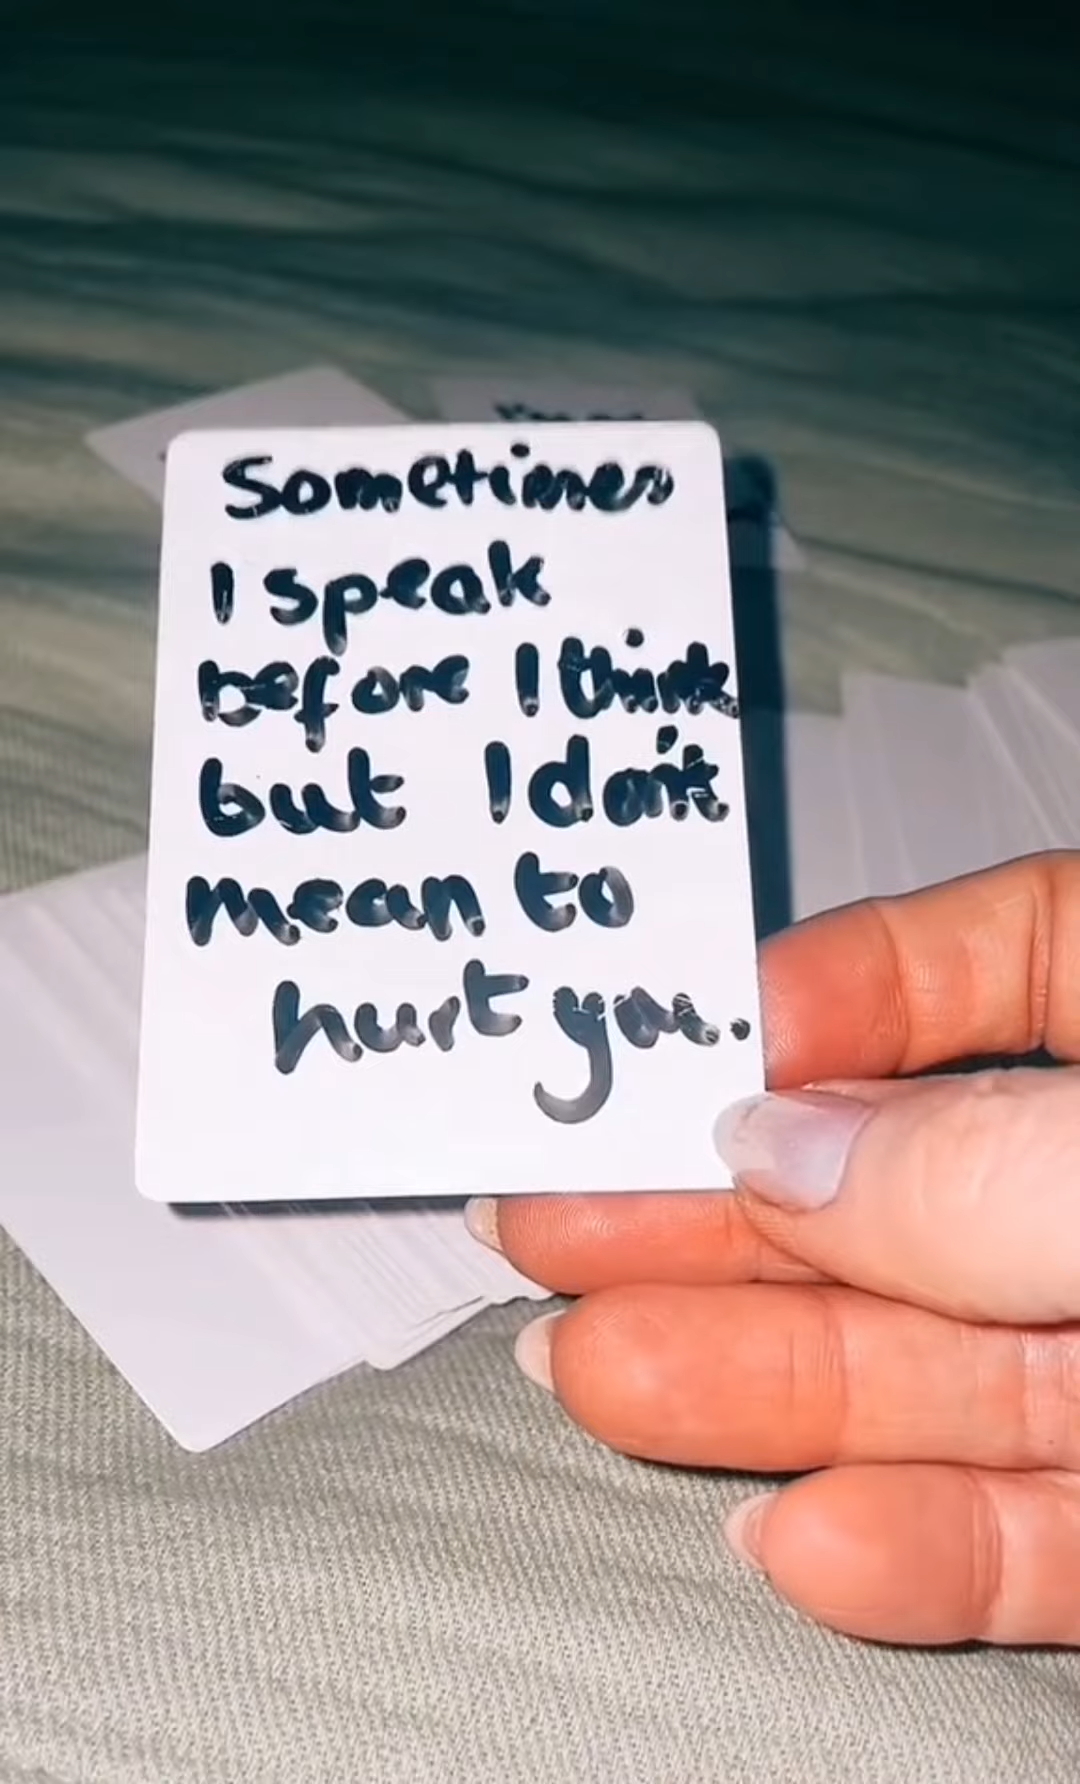 Sometimes
I speak
before I think
but I don't
mean to
hurt you.